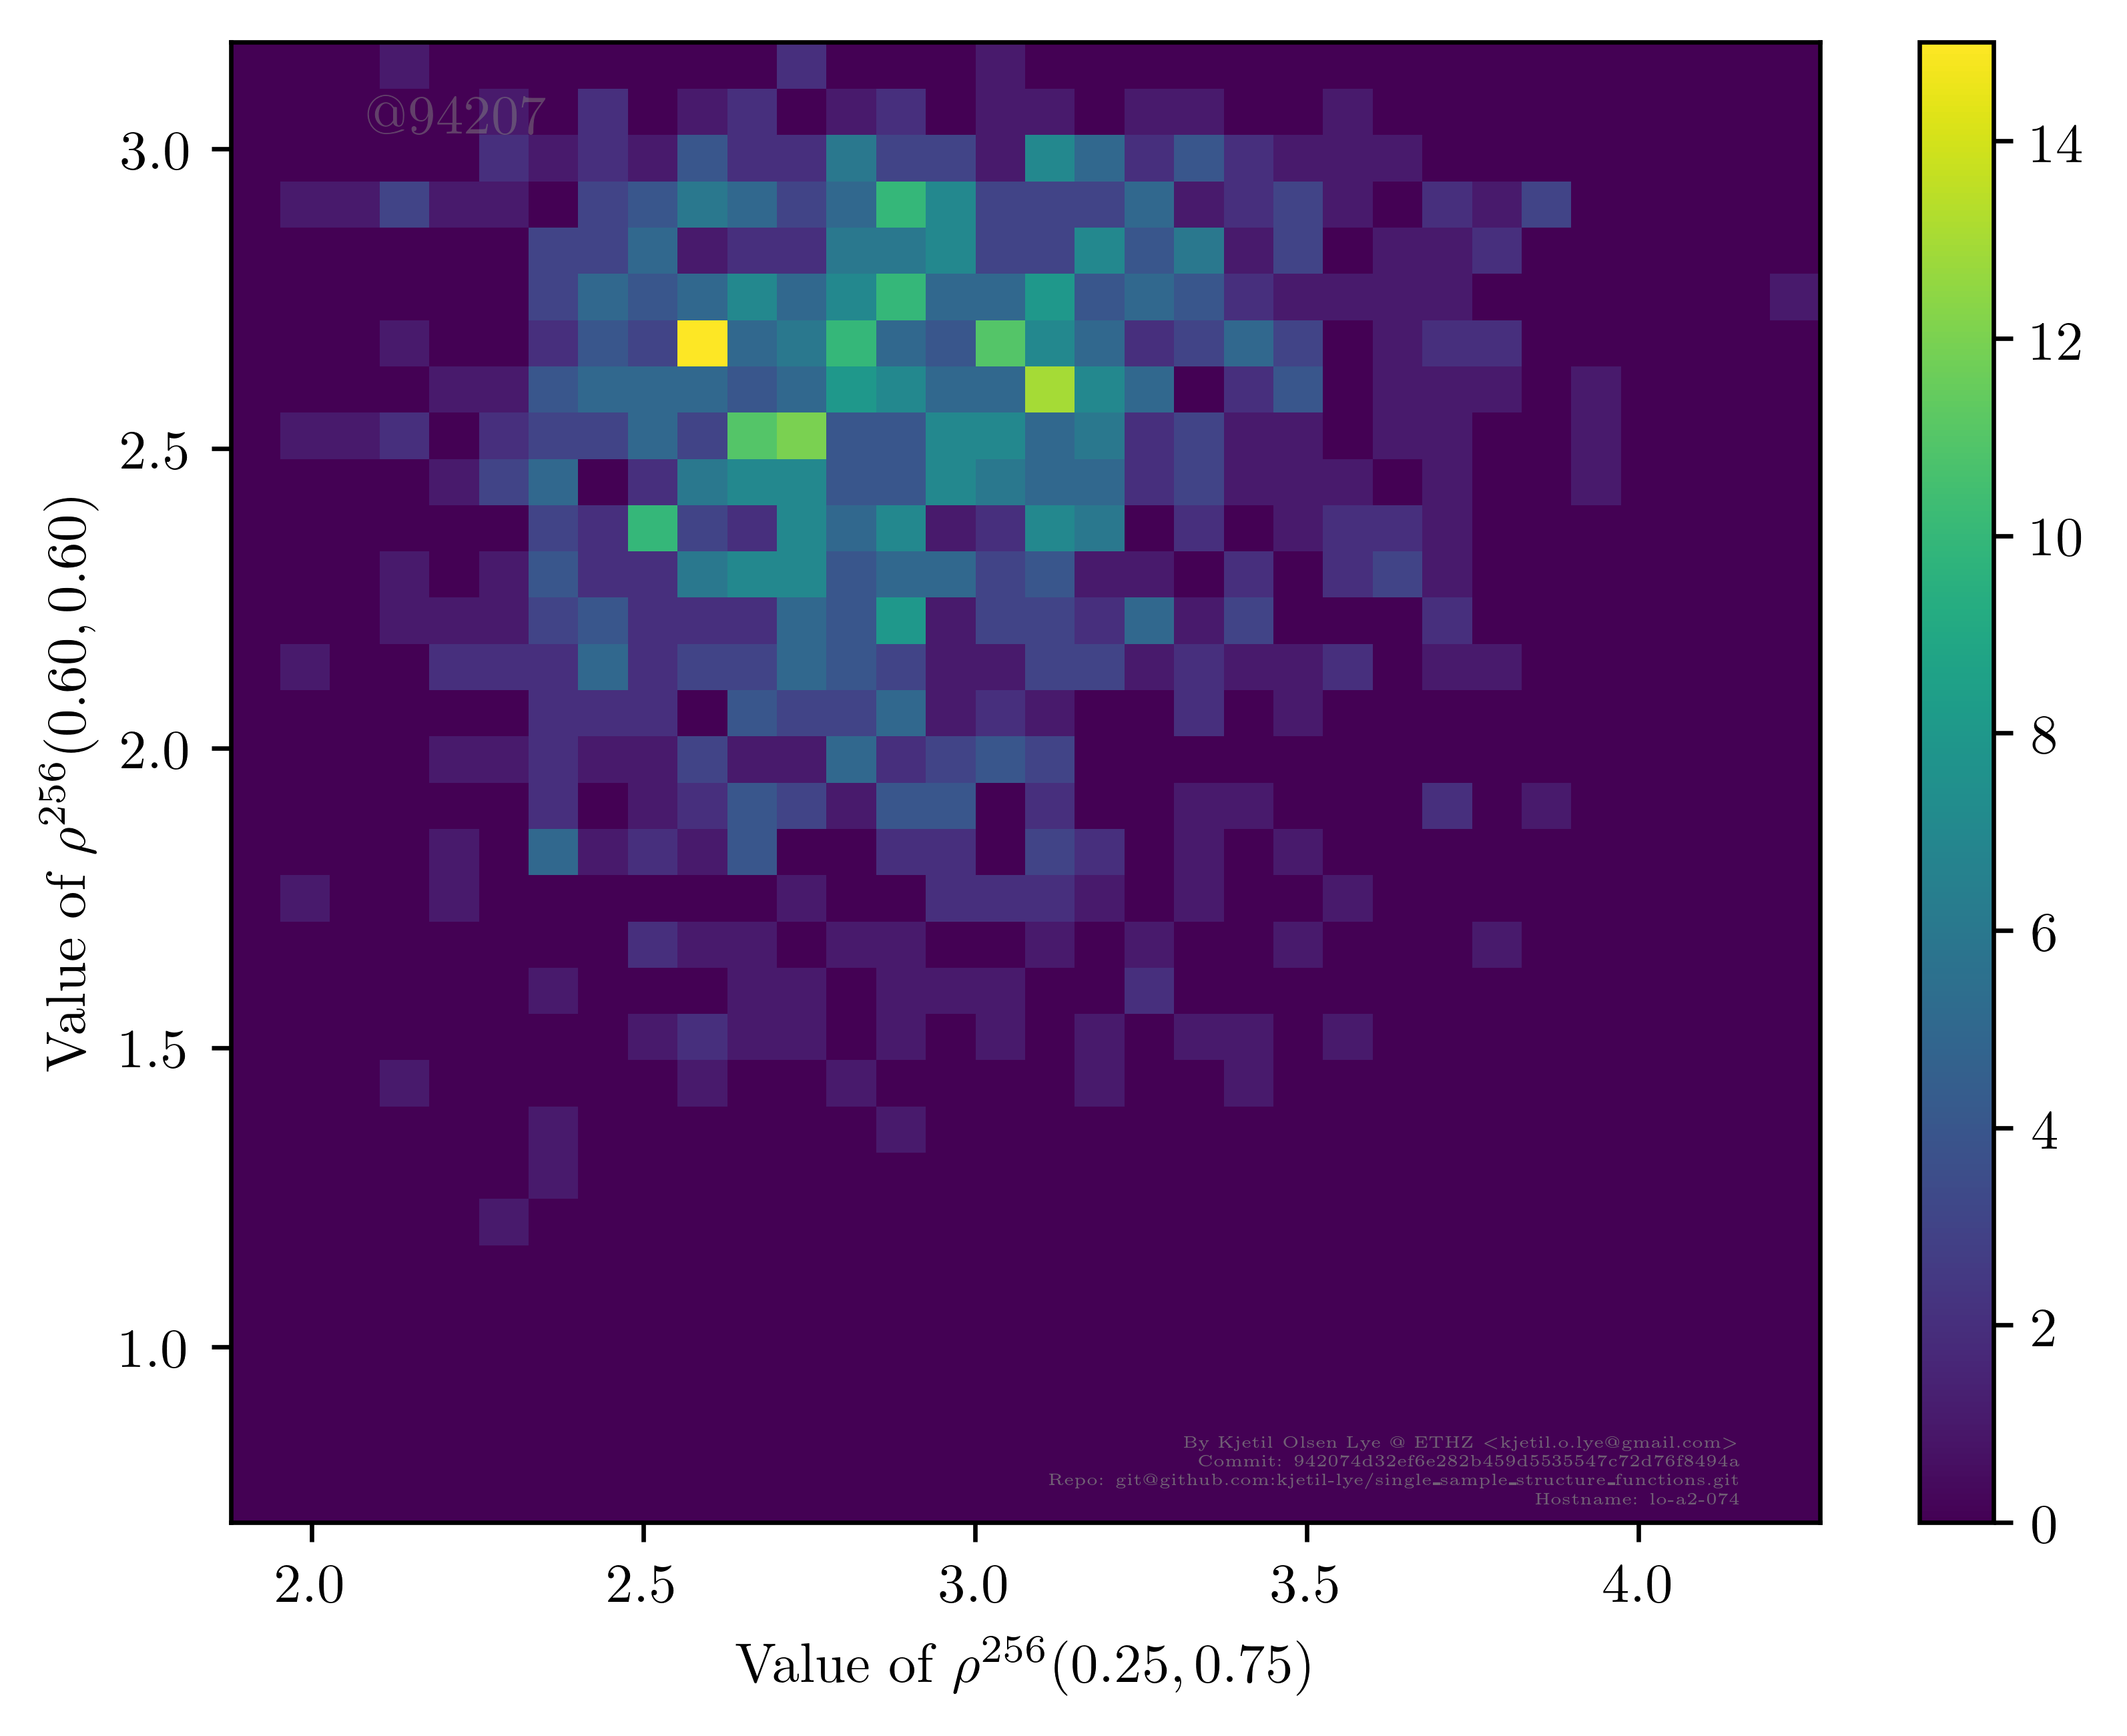 @94207
3.0
2.5
2.0
1.5
1.0
Value of ρ²⁵⁶(0.60, 0.60)
2.0 2.5 3.0 3.5 4.0
Value of ρ²⁵⁶(0.25, 0.75)
14
12
10
8
6
4
2
0
By Kjetil Olsen Lye @ ETHZ <kjetil.o.lye@gmail.com>
Commit: 942074d32ef6e282b459d5535547c72d76f8494a
Repo: git@github.com:kjetil-lye/single_sample_structure_functions.git
Hostname: lo-a2-074